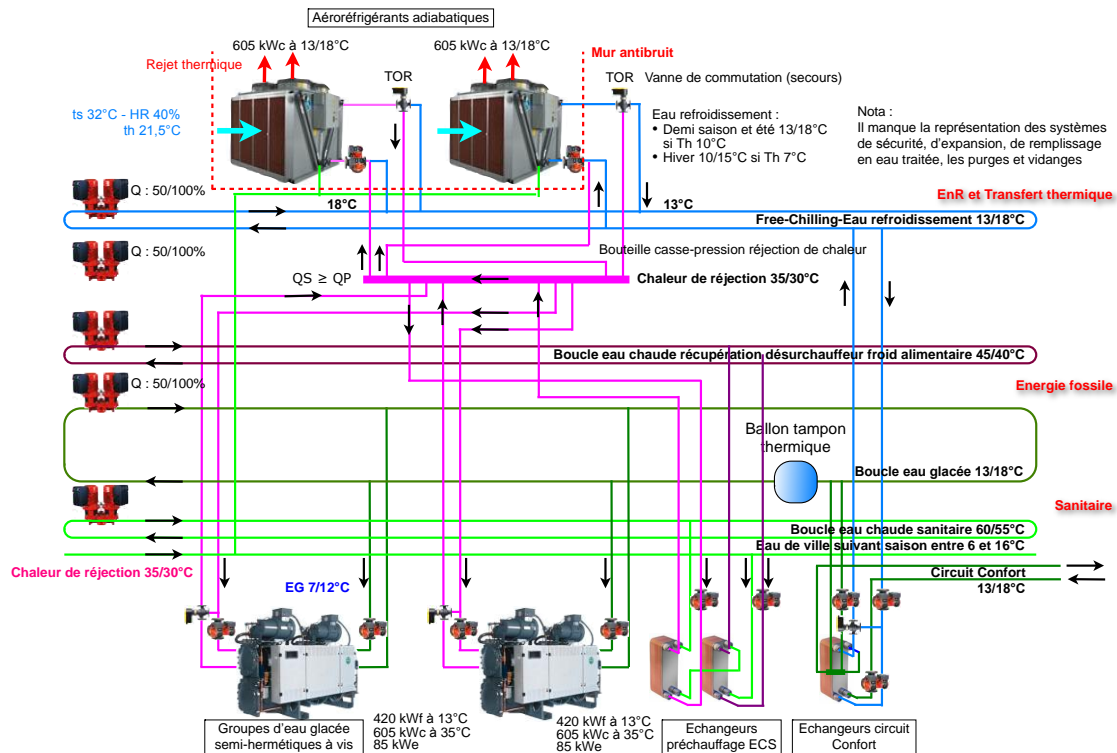 Aéroréfrigérants adiabatiques
605 kWc à 13/18°C
605 kWc à 13/18°C
Mur antibruit
Rejet thermique
TOR
TOR
Vanne de commutation (secours)
ts 32°C - HR 40%
th 21,5°C
Eau refroidissement :
• Demi saison et été 13/18°C
si Th 10°C
• Hiver 10/15°C si Th 7°C
Nota :
Il manque la représentation des systèmes
de sécurité, d'expansion, de remplissage
en eau traitée, les purges et vidanges
Q : 50/100%
EnR et Transfert thermique
18°C
13°C
Free-Chilling-Eau refroidissement 13/18°C
Q : 50/100%
Bouteille casse-pression réjection de chaleur
QS ≥ QP
Chaleur de réjection 35/30°C
Boucle eau chaude récupération désurchauffeur froid alimentaire 45/40°C
Q : 50/100%
Energie fossile
Ballon tampon
thermique
Boucle eau glacée 13/18°C
Sanitaire
Boucle eau chaude sanitaire 60/55°C
Eau de ville suivant saison entre 6 et 16°C
Chaleur de réjection 35/30°C
Circuit Confort
13/18°C
EG 7/12°C
Groupes d'eau glacée
semi-hermétiques à vis
420 kWf à 13°C
605 kWc à 35°C
85 kWe
420 kWf à 13°C
605 kWc à 35°C
85 kWe
Echangeurs
préchauffage ECS
Echangeurs circuit
Confort